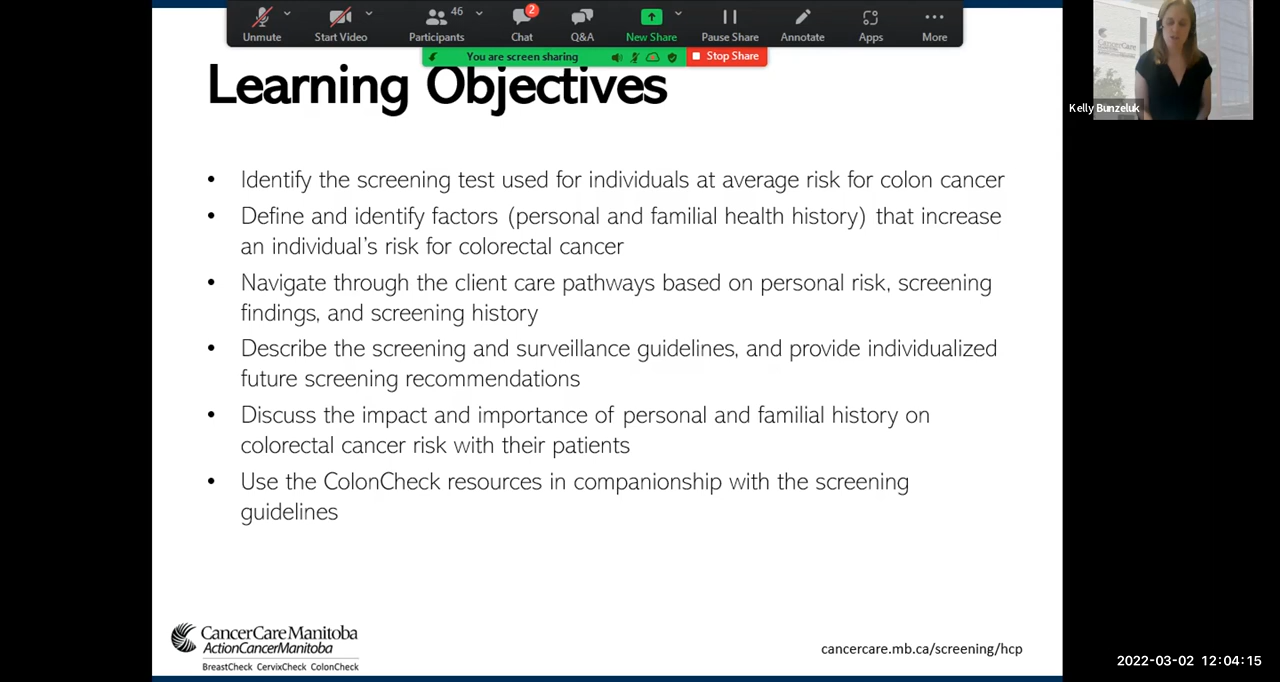 46
2
Unmute
Start Video
Participants
Chat
Q&A
New Share
Pause Share
Annotate
Apps
More
You are screen sharing
Stop Share
CancerCare
Kelly Bunzeluk
Learning Objectives
• Identify the screening test used for individuals at average risk for colon cancer
• Define and identify factors (personal and familial health history) that increase
an individual's risk for colorectal cancer
• Navigate through the client care pathways based on personal risk, screening
findings, and screening history
• Describe the screening and surveillance guidelines, and provide individualized
future screening recommendations
• Discuss the impact and importance of personal and familial history on
colorectal cancer risk with their patients
• Use the ColonCheck resources in companionship with the screening
guidelines
CancerCare Manitoba
ActionCancerManitoba
BreastCheck CervixCheck ColonCheck
cancercare.mb.ca/screening/hcp
2022-03-02 12:04:15